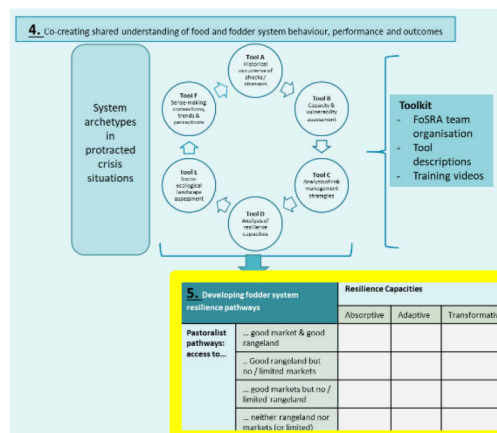 4. Co-creating shared understanding of food and fodder system behaviour, performance and outcomes
System
archetypes
in
protracted
crisis
situations
Tool A
Historical
occurrence of
shocks/
stressors
Tool B
Capacity &
vulnerability
assessment
Tool C
Analysis of risk
management
strategies
Tool D
Analysis of
resilience
capacities
Tool E
Socio-
ecological
landscape
assessment
Tool F
Sense-making
connections,
trends &
perceptions
Toolkit
- FoSRA team
organisation
- Tool
descriptions
- Training videos
5. Developing fodder system
resilience pathways
Resilience Capacities
Absorptive Adaptive Transformativ
Pastoralist
pathways:
access to...
... good market & good
rangeland
.. Good rangeland but
no / limited markets
... good markets but no /
limited rangeland
... neither rangeland nor
markets (or limited)